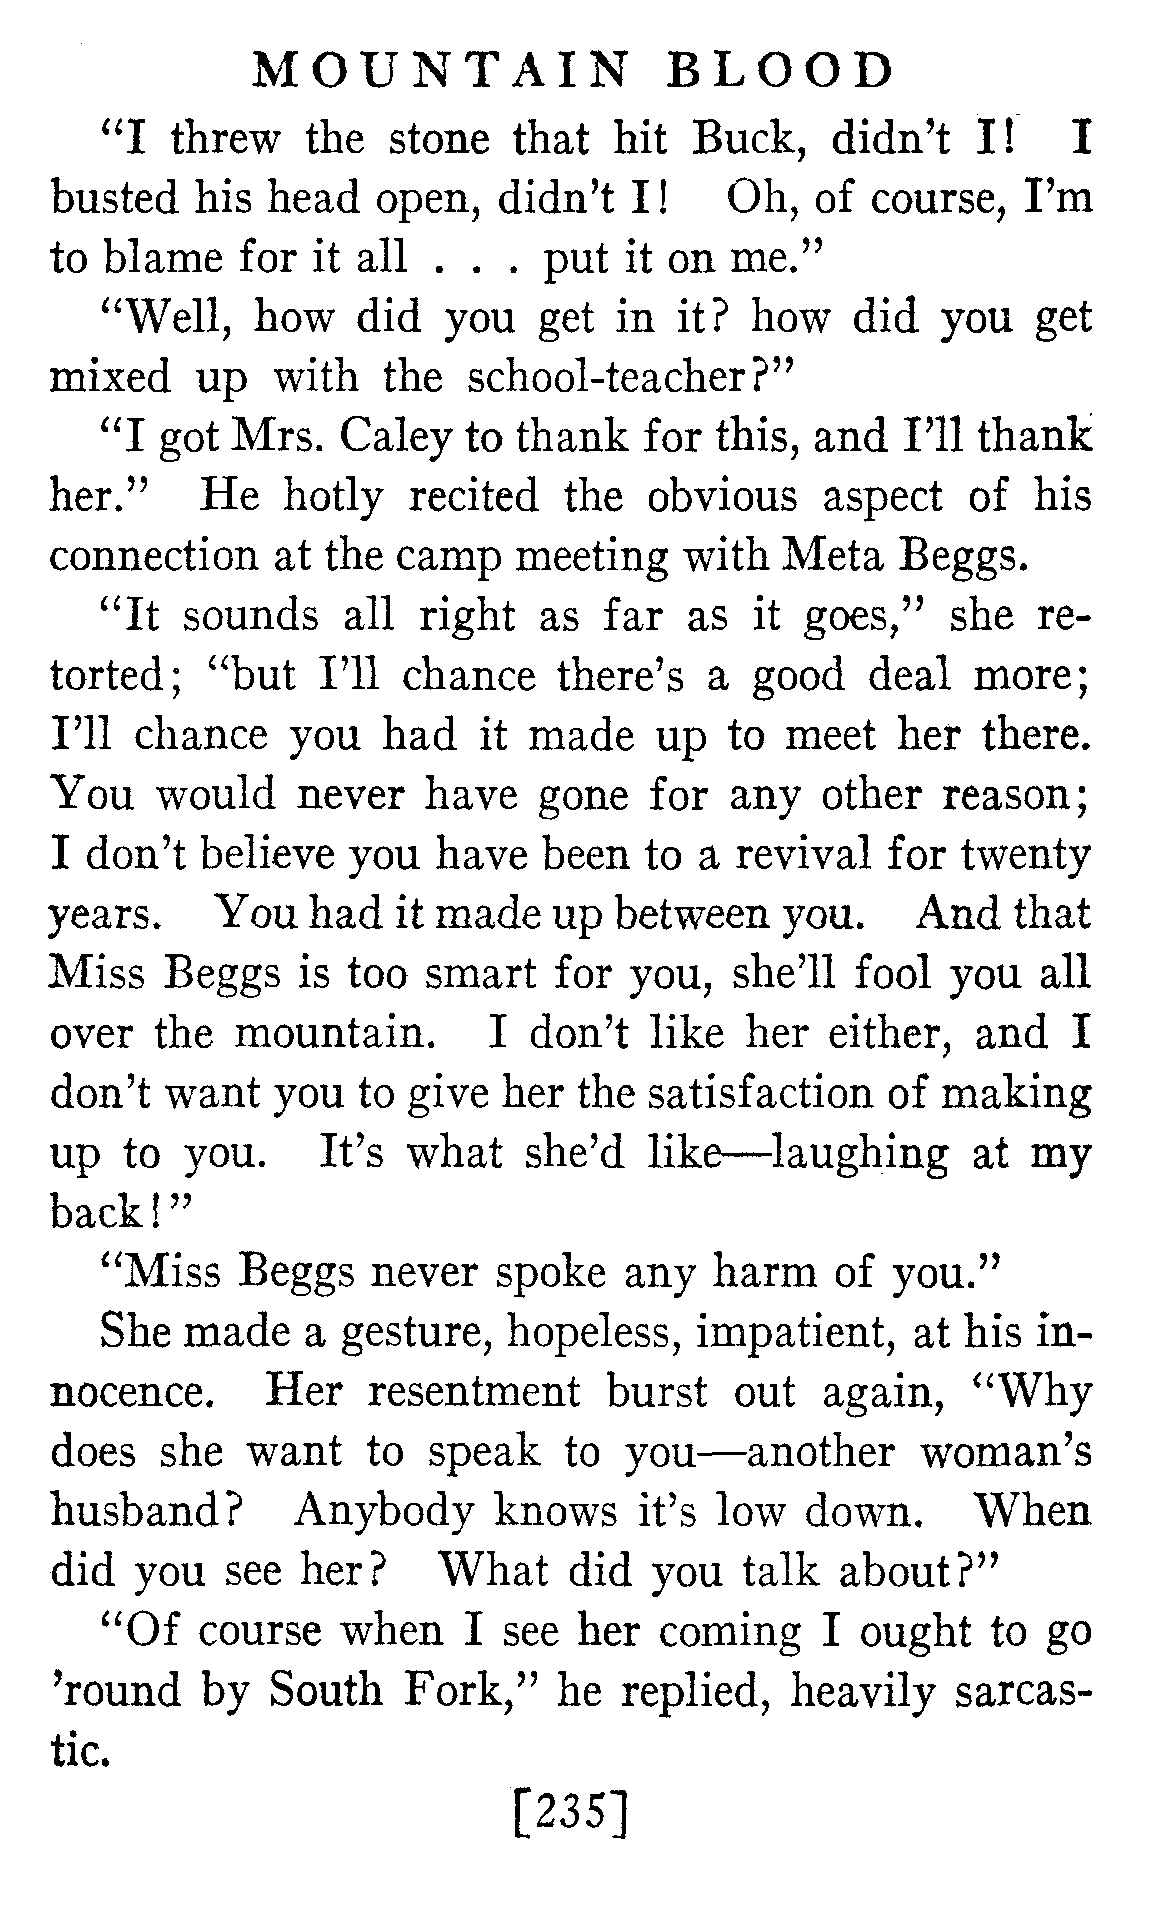 MOUNTAIN BLOOD
“I threw the stone that hit Buck, didn’t I! I
busted his head open, didn’t I! Oh, of course, I’m
to blame for it all . . . put it on me.”
“Well, how did you get in it? how did you get
mixed up with the school-teacher?”
“I got Mrs. Caley to thank for this, and I’ll thank
her.” He hotly recited the obvious aspect of his
connection at the camp meeting with Meta Beggs.
“It sounds all right as far as it goes,” she re-
torted; “but I’ll chance there’s a good deal more;
I’ll chance you had it made up to meet her there.
You would never have gone for any other reason;
I don’t believe you have been to a revival for twenty
years. You had it made up between you. And that
Miss Beggs is too smart for you, she’ll fool you all
over the mountain. I don’t like her either, and I
don’t want you to give her the satisfaction of making
up to you. It’s what she’d like—laughing at my
back!”
“Miss Beggs never spoke any harm of you.”
She made a gesture, hopeless, impatient, at his in-
nocence. Her resentment burst out again, “Why
does she want to speak to you—another woman’s
husband? Anybody knows it’s low down. When
did you see her? What did you talk about?”
“Of course when I see her coming I ought to go
’round by South Fork,” he replied, heavily sarcas-
tic.
[235]